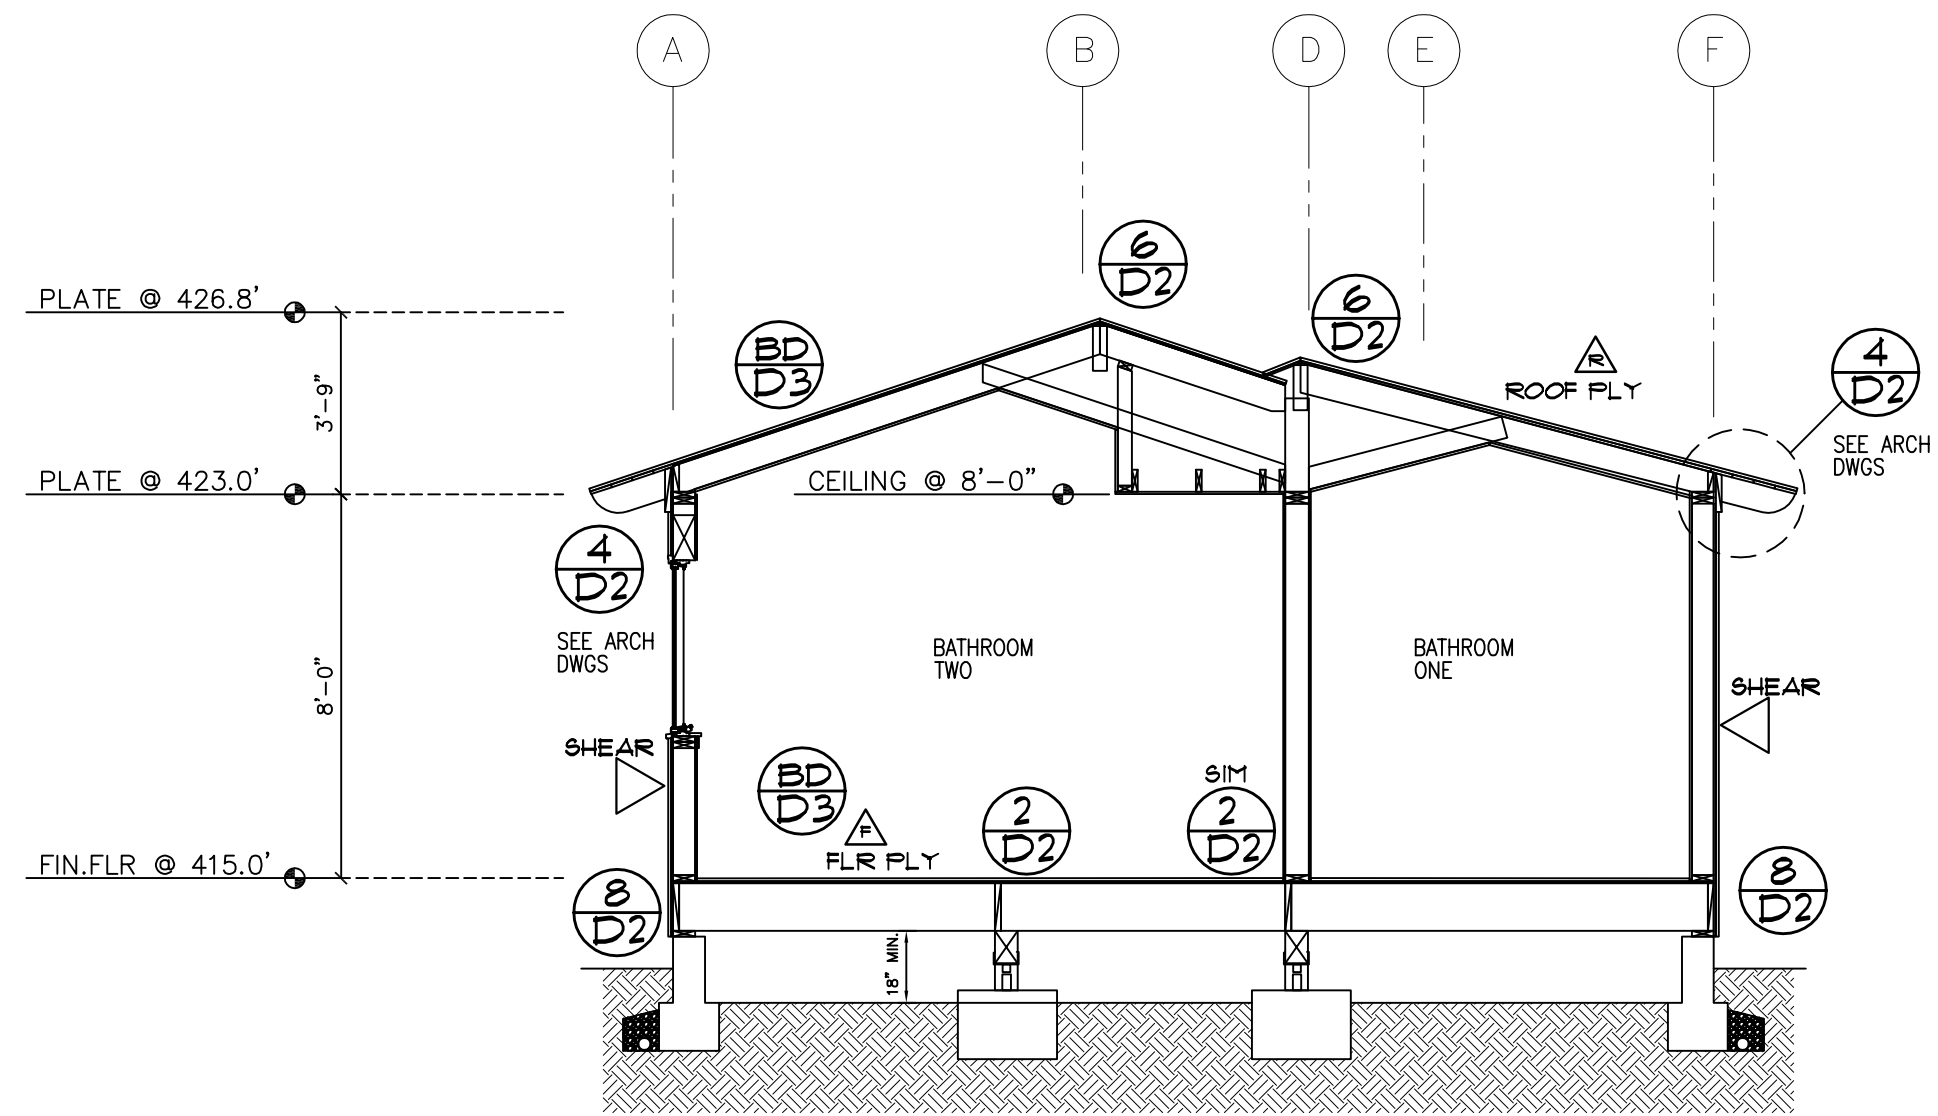 A B D E F
6
D2
6
D2
PLATE @ 426.8'
BD
D3
R
ROOF PLY
4
D2
3'-9"
SEE ARCH
DWGS
PLATE @ 423.0'
CEILING @ 8'-0"
4
D2
SEE ARCH
DWGS
BATHROOM
TWO
BATHROOM
ONE
8'-0"
SHEAR
SHEAR
BD
D3
SIM
2
D2
2
D2
F
FLR PLY
FIN.FLR @ 415.0'
8
D2
8
D2
18" MIN.